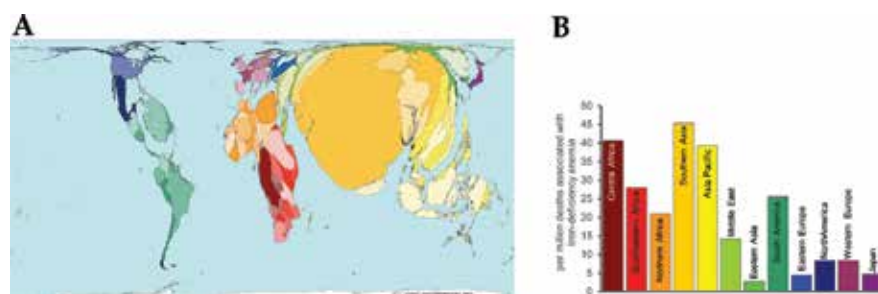 A
B
per million deaths associated with
iron-deficiency anemia
50
45
40
35
30
25
20
15
10
5
0
Central Africa
Southeastern Africa
Northern Africa
Southern Asia
Asia Pacific
Middle East
Eastern Asia
South America
Eastern Europe
North America
Western Europe
Japan